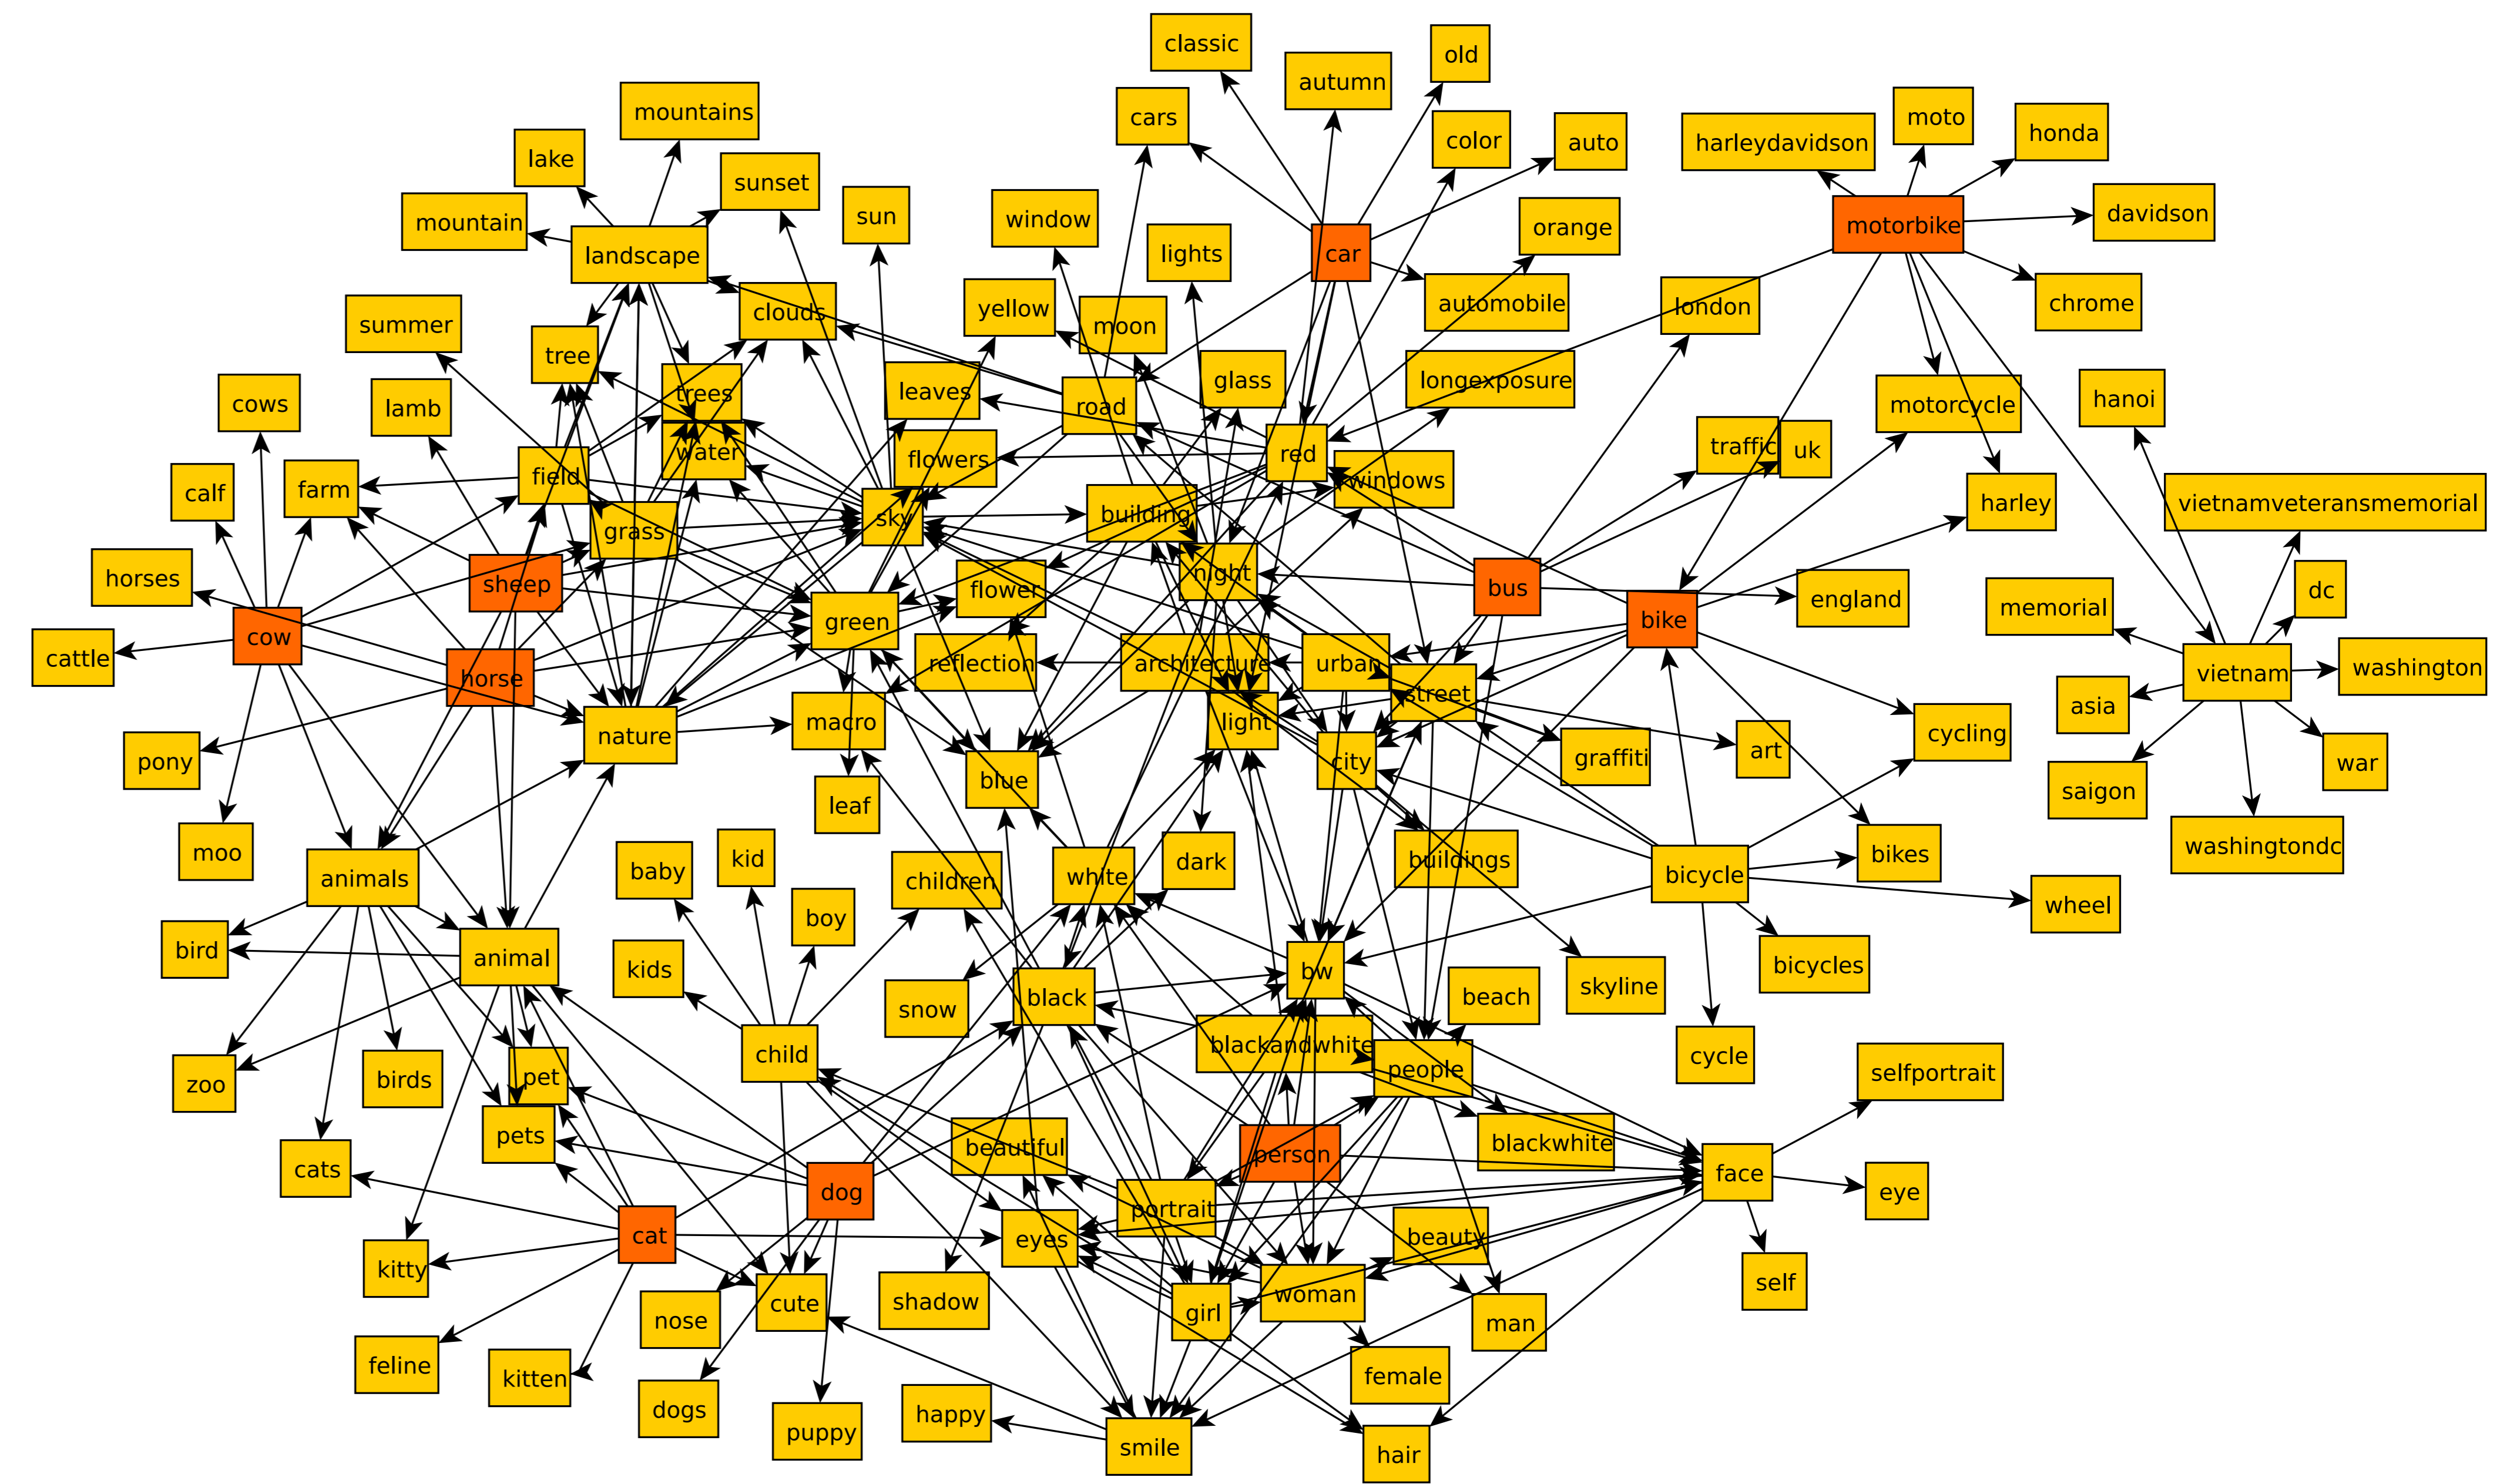 classic
old
autumn
cars
color
auto
mountains
lake
sunset
mountain
sun
window
landscape
lights
car
orange
harleydavidson
moto
honda
motorbike
davidson
summer
clouds
yellow
moon
automobile
london
chrome
tree
trees
leaves
road
glass
longexposure
motorcycle
hanoi
cows
lamb
water
flowers
red
traffic
uk
calf
farm
field
windows
harley
vietnamveteransmemorial
grass
sky
building
horses
sheep
flower
night
bus
england
memorial
dc
cow
green
bike
cattle
horse
reflection
architecture
urban
street
vietnam
washington
asia
pony
nature
macro
light
city
graffiti
art
cycling
war
blue
saigon
leaf
moo
washingtondc
animals
baby
kid
children
white
dark
buildings
bicycle
bikes
wheel
boy
bird
animal
kids
snow
black
bw
beach
skyline
bicycles
zoo
birds
pet
child
blackandwhite
people
cycle
selfportrait
cats
pets
beautiful
person
blackwhite
face
eye
dog
portrait
cat
eyes
beauty
kitty
self
nose
cute
shadow
girl
woman
man
feline
kitten
female
dogs
puppy
happy
smile
hair